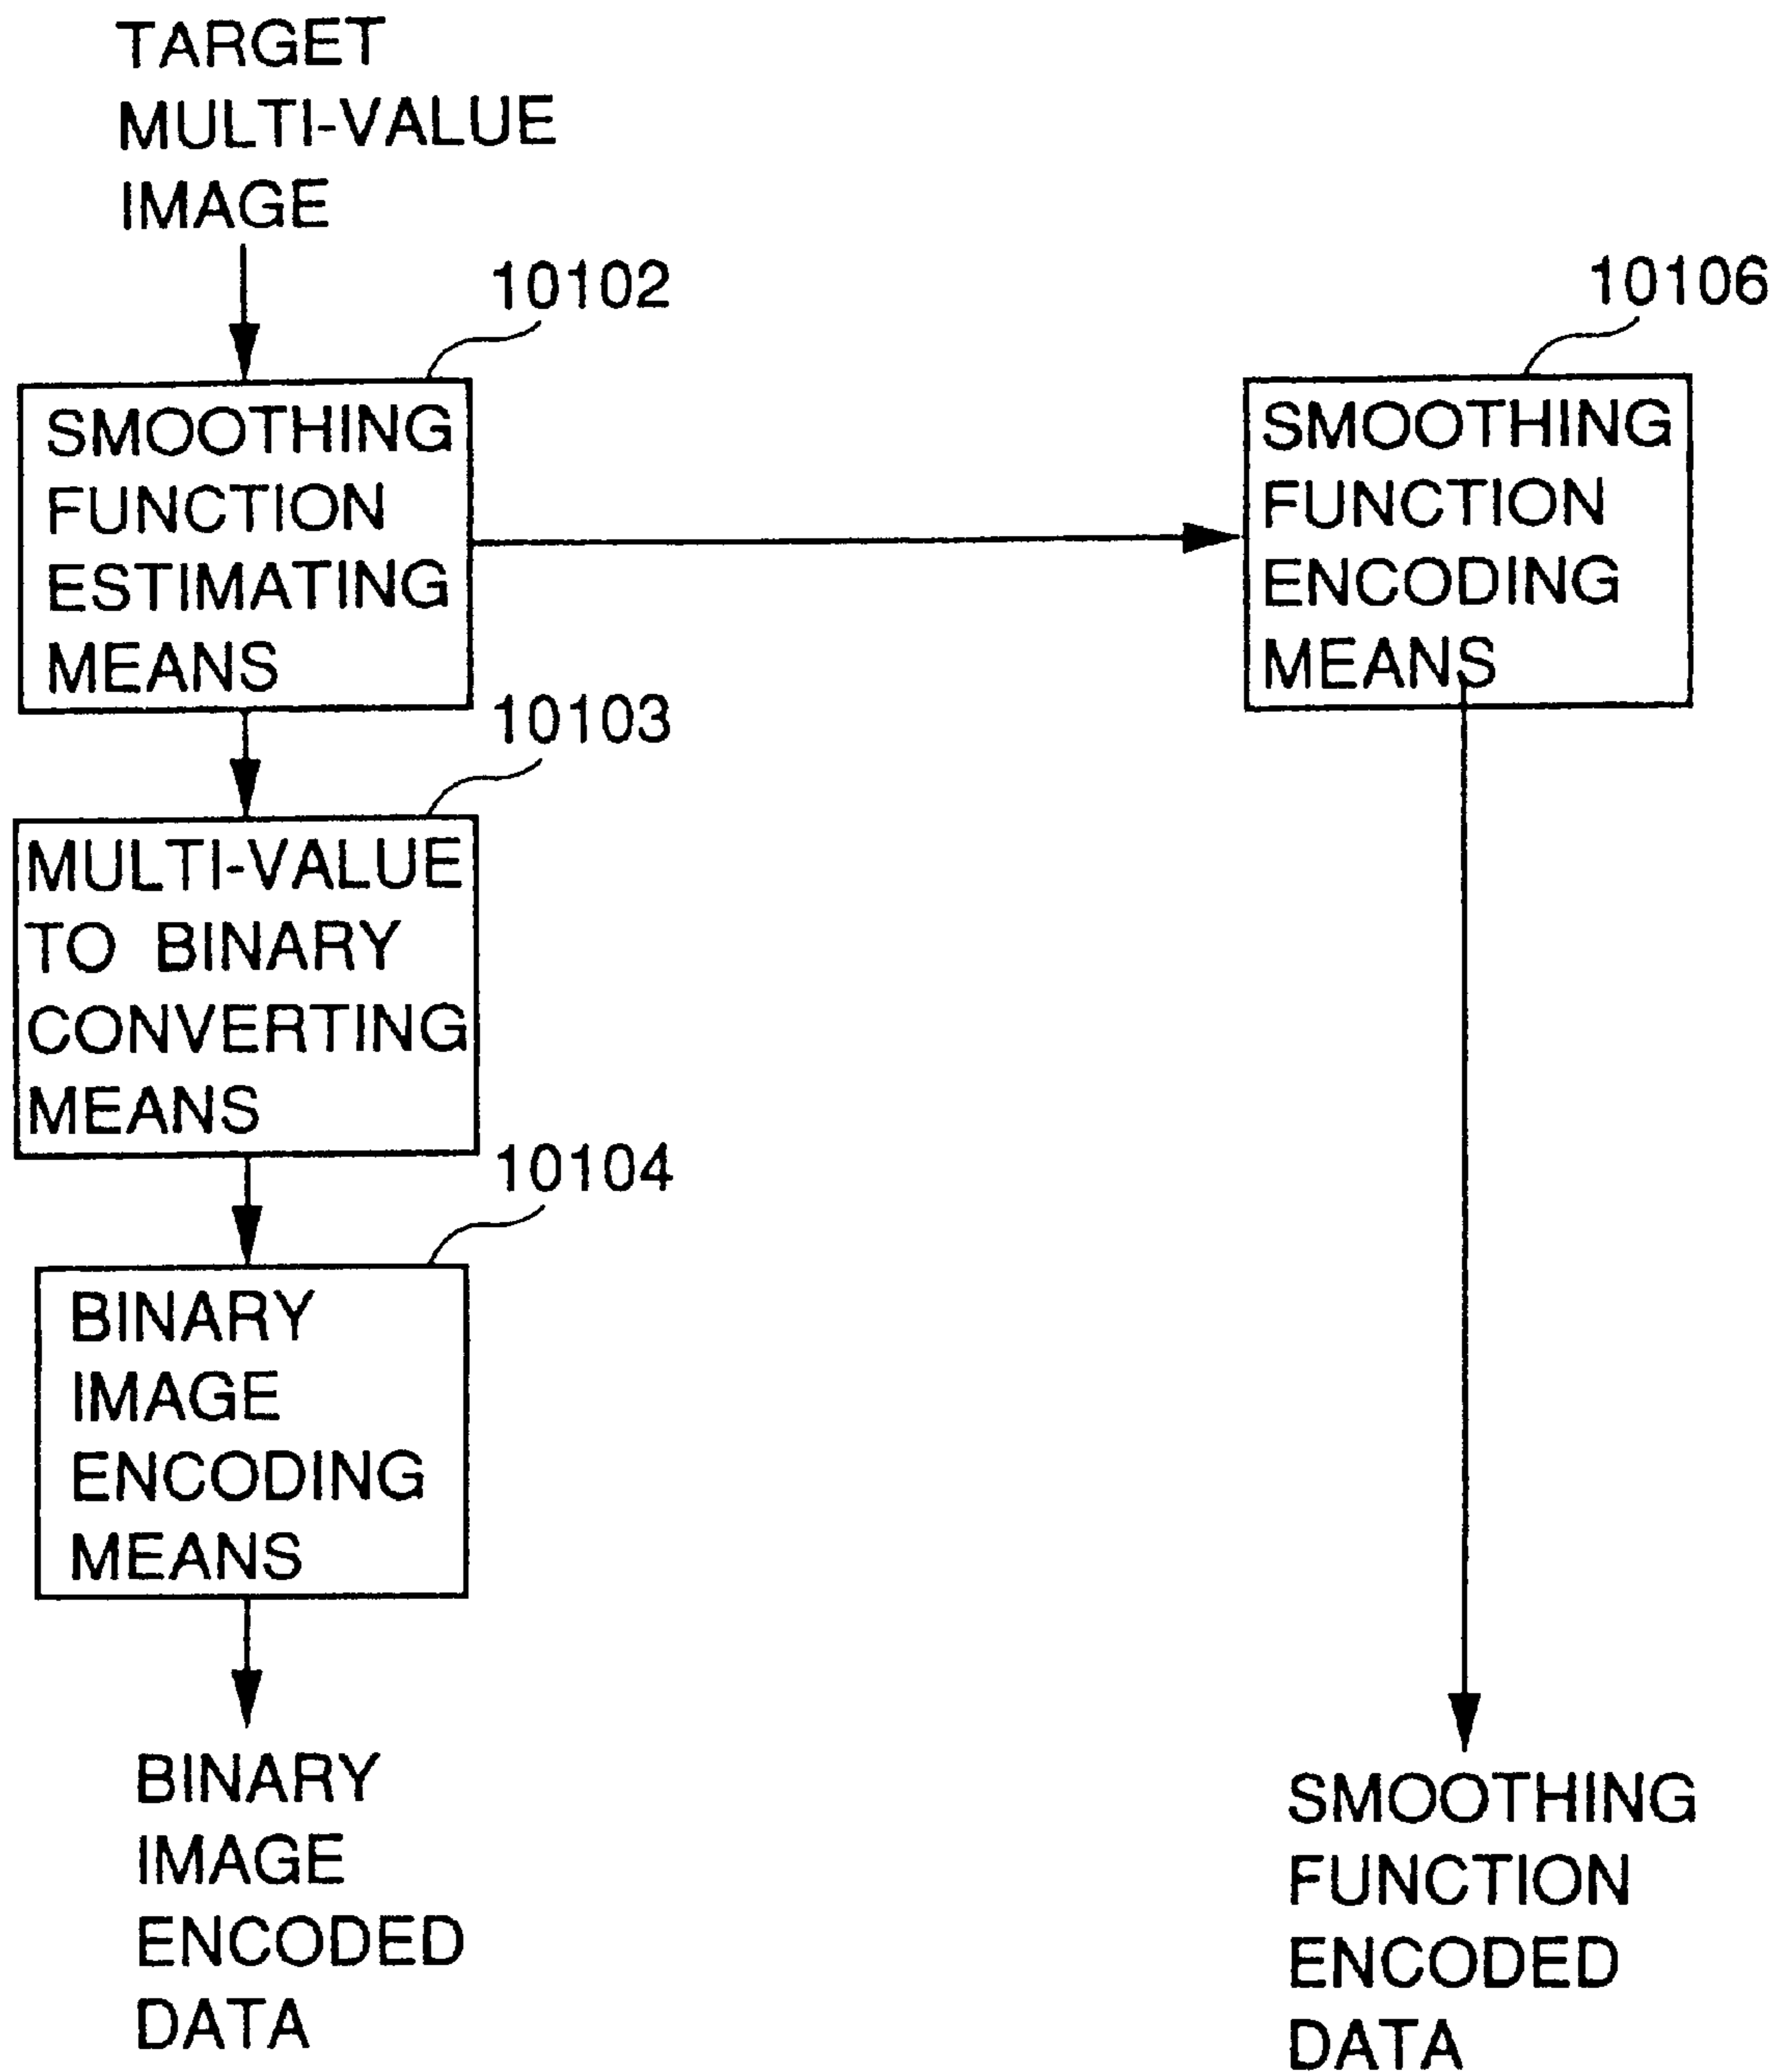 TARGET
MULTI-VALUE
IMAGE
10102
SMOOTHING
FUNCTION
ESTIMATING
MEANS
10106
SMOOTHING
FUNCTION
ENCODING
MEANS
10103
MULTI-VALUE
TO BINARY
CONVERTING
MEANS
10104
BINARY
IMAGE
ENCODING
MEANS
BINARY
IMAGE
ENCODED
DATA
SMOOTHING
FUNCTION
ENCODED
DATA